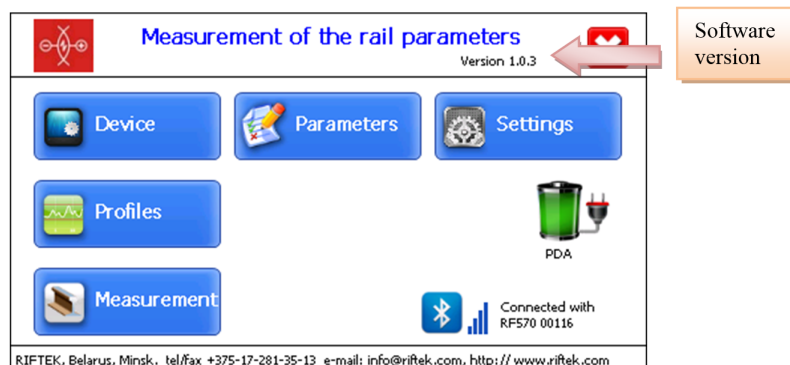 Measurement of the rail parameters
Version 1.0.3
Software
version
Device
Parameters
Settings
Profiles
PDA
Measurement
Connected with
RF570 00116
RIFTEK, Belarus, Minsk, tel/fax +375-17-281-35-13 e-mail: info@riftek.com, http://www.riftek.com